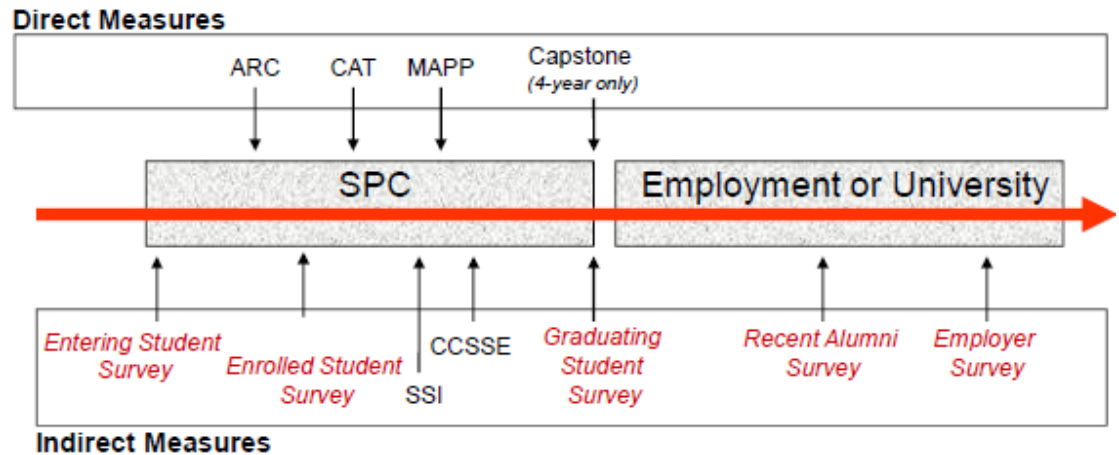 Direct Measures
ARC CAT MAPP Capstone
(4-year only)
SPC
Employment or University
Entering Student
Survey
Enrolled Student
Survey
SSI
CCSSE
Graduating
Student
Survey
Recent Alumni
Survey
Employer
Survey
Indirect Measures